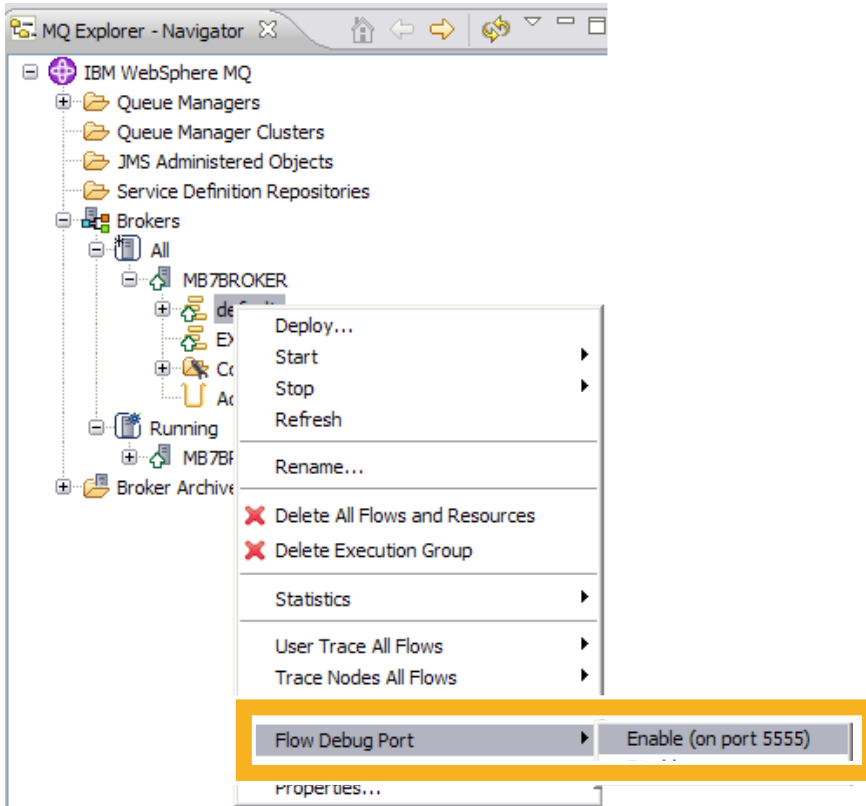 MQ Explorer - Navigator
IBM WebSphere MQ
Queue Managers
Queue Manager Clusters
JMS Administered Objects
Service Definition Repositories
Brokers
All
MB7BROKER
Running
Broker Archive
Deploy...
Start
Stop
Refresh
Rename...
Delete All Flows and Resources
Delete Execution Group
Statistics
User Trace All Flows
Trace Nodes All Flows
Flow Debug Port
Enable (on port 5555)
Properties...